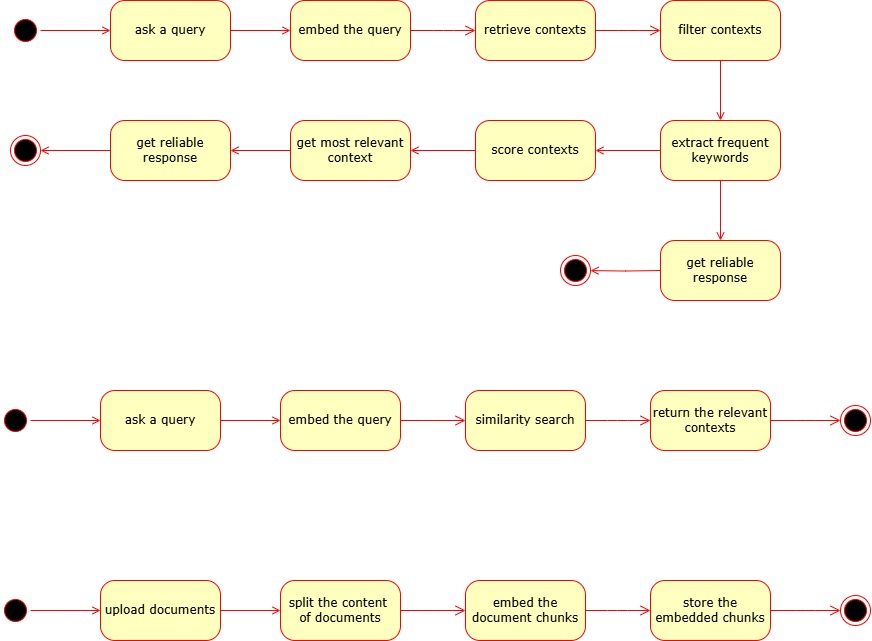 ask a query
embed the query
retrieve contexts
filter contexts
get reliable
response
get most relevant
context
score contexts
extract frequent
keywords
get reliable
response
ask a query
embed the query
similarity search
return the relevant
contexts
upload documents
split the content
of documents
embed the
document chunks
store the
embedded chunks